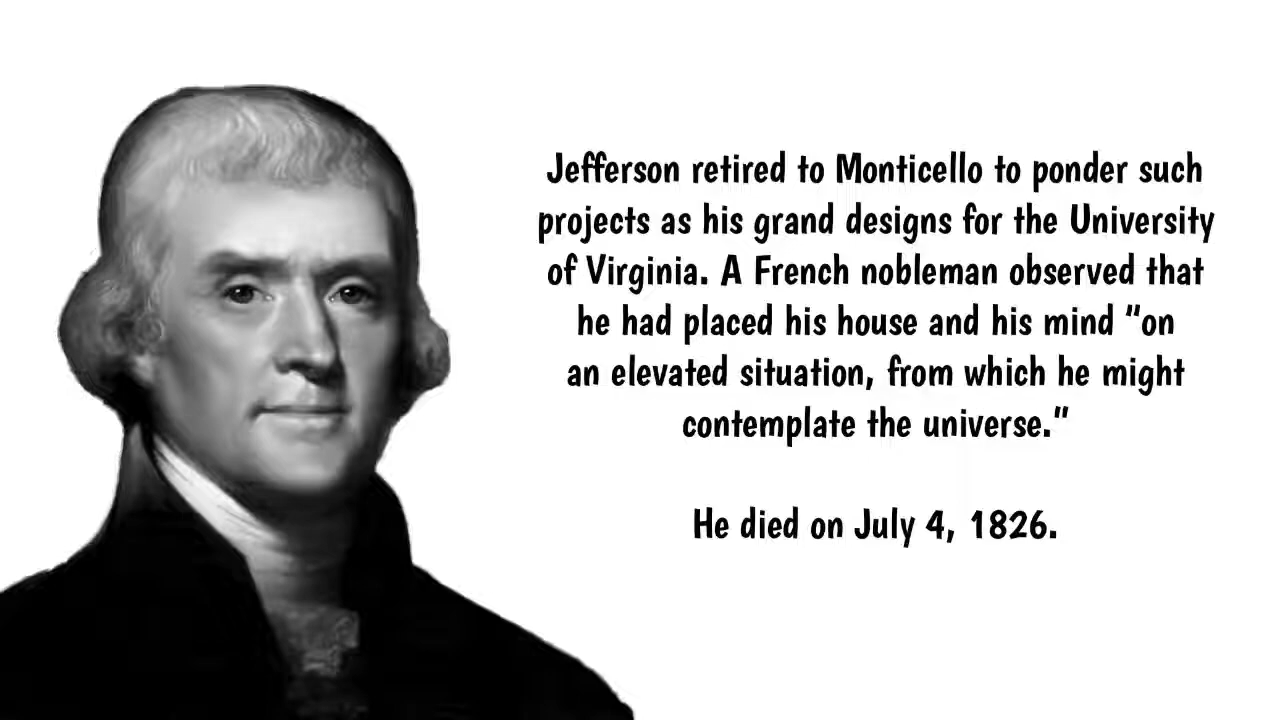 Jefferson retired to Monticello to ponder such
projects as his grand designs for the University
of Virginia. A French nobleman observed that
he had placed his house and his mind "on
an elevated situation, from which he might
contemplate the universe."
He died on July 4, 1826.